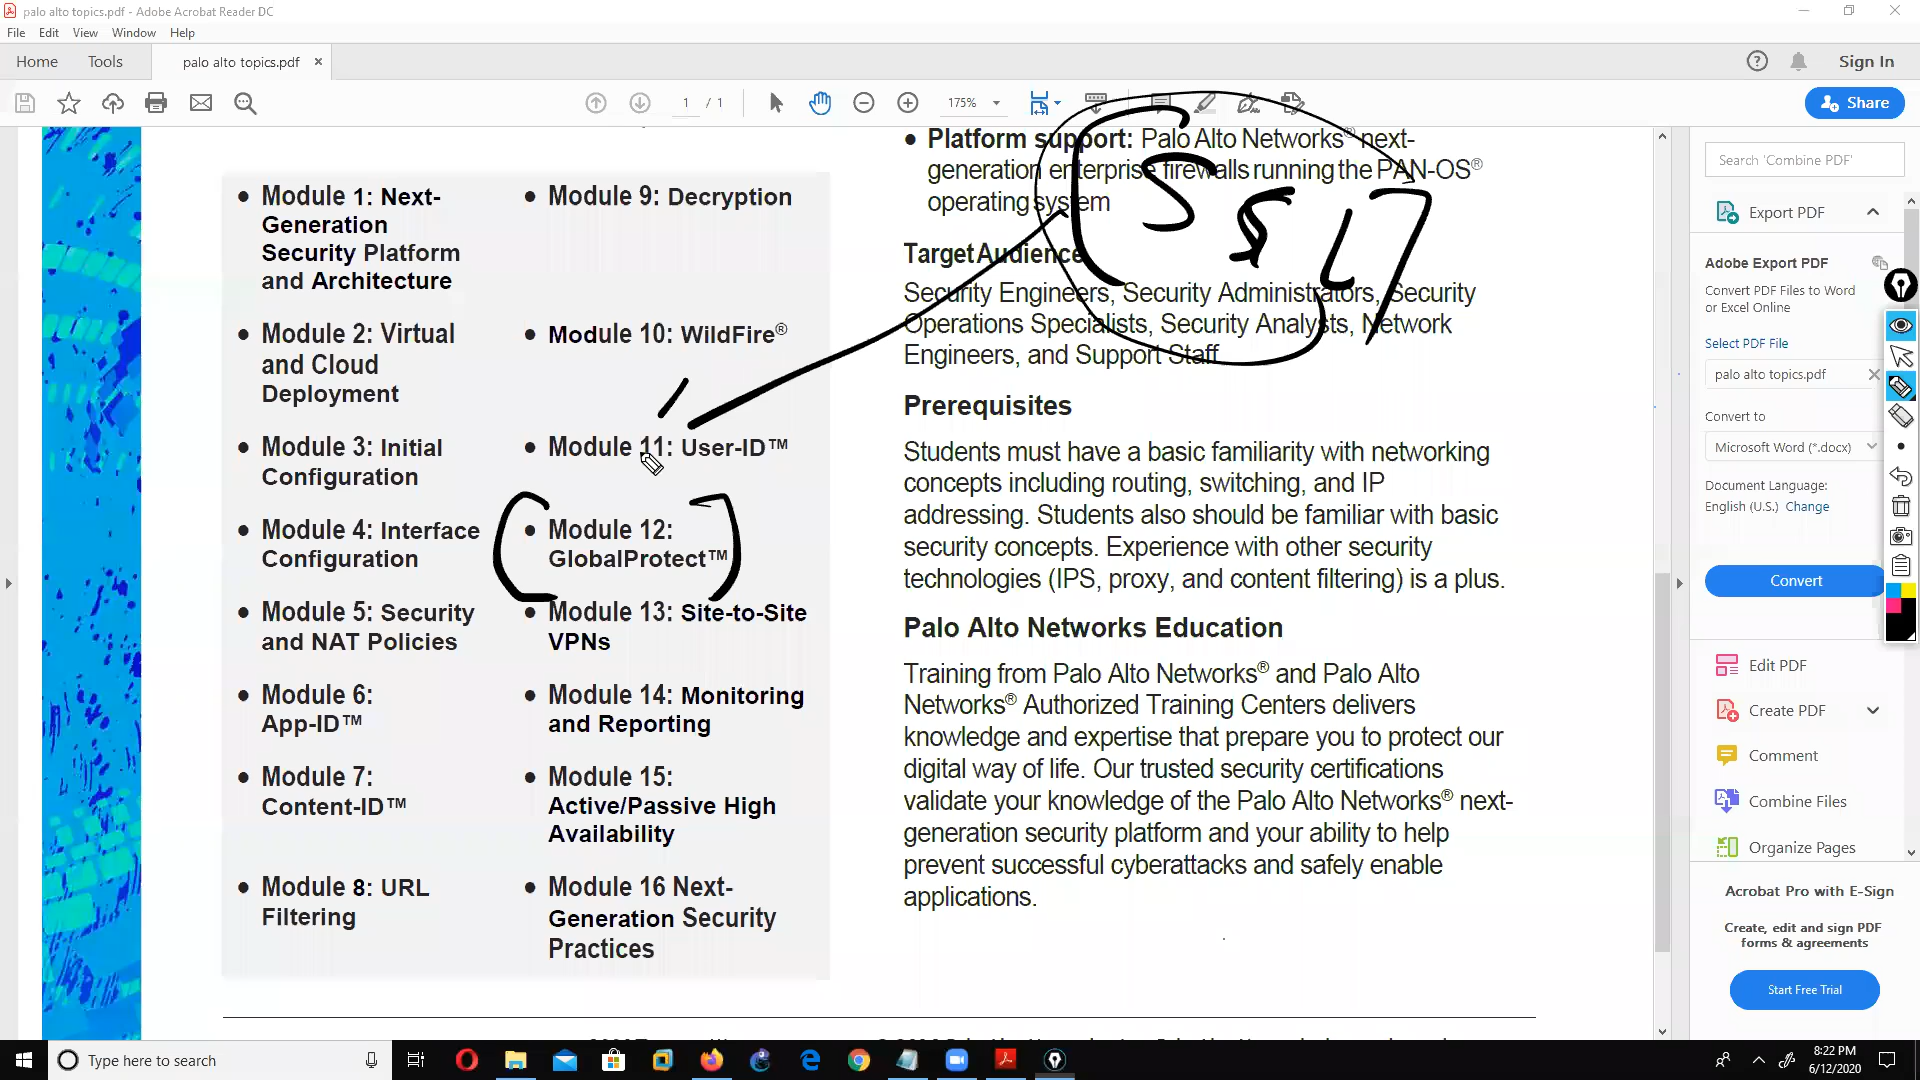 palo alto topics.pdf - Adobe Acrobat Reader DC
File Edit View Window Help
Home Tools palo alto topics.pdf × Sign In
1 / 1 175% Share
Module 1: Next-
Generation
Security Platform
and Architecture
Module 2: Virtual
and Cloud
Deployment
Module 3: Initial
Configuration
Module 4: Interface
Configuration
Module 5: Security
and NAT Policies
Module 6:
App-ID™
Module 7:
Content-ID™
Module 8: URL
Filtering
Module 9: Decryption
Module 10: WildFire®
Module 11: User-ID™
Module 12:
GlobalProtect™
Module 13: Site-to-Site
VPNs
Module 14: Monitoring
and Reporting
Module 15:
Active/Passive High
Availability
Module 16 Next-
Generation Security
Practices
Platform support: Palo Alto Networks® next-
generation enterprise firewalls running the PAN-OS®
operating system
SSL
Target Audience
Security Engineers, Security Administrators, Security
Operations Specialists, Security Analysts, Network
Engineers, and Support Staff
Prerequisites
Students must have a basic familiarity with networking
concepts including routing, switching, and IP
addressing. Students also should be familiar with basic
security concepts. Experience with other security
technologies (IPS, proxy, and content filtering) is a plus.
Palo Alto Networks Education
Training from Palo Alto Networks® and Palo Alto
Networks® Authorized Training Centers delivers
knowledge and expertise that prepare you to protect our
digital way of life. Our trusted security certifications
validate your knowledge of the Palo Alto Networks® next-
generation security platform and your ability to help
prevent successful cyberattacks and safely enable
applications.
Search 'Combine PDF'
Export PDF
Adobe Export PDF
Convert PDF Files to Word
or Excel Online
Select PDF File
palo alto topics.pdf
Convert to
Microsoft Word (*.docx)
Document Language:
English (U.S.) Change
Convert
Edit PDF
Create PDF
Comment
Combine Files
Organize Pages
Acrobat Pro with E-Sign
Create, edit and sign PDF
forms & agreements
Start Free Trial
Type here to search
8:22 PM
6/12/2020